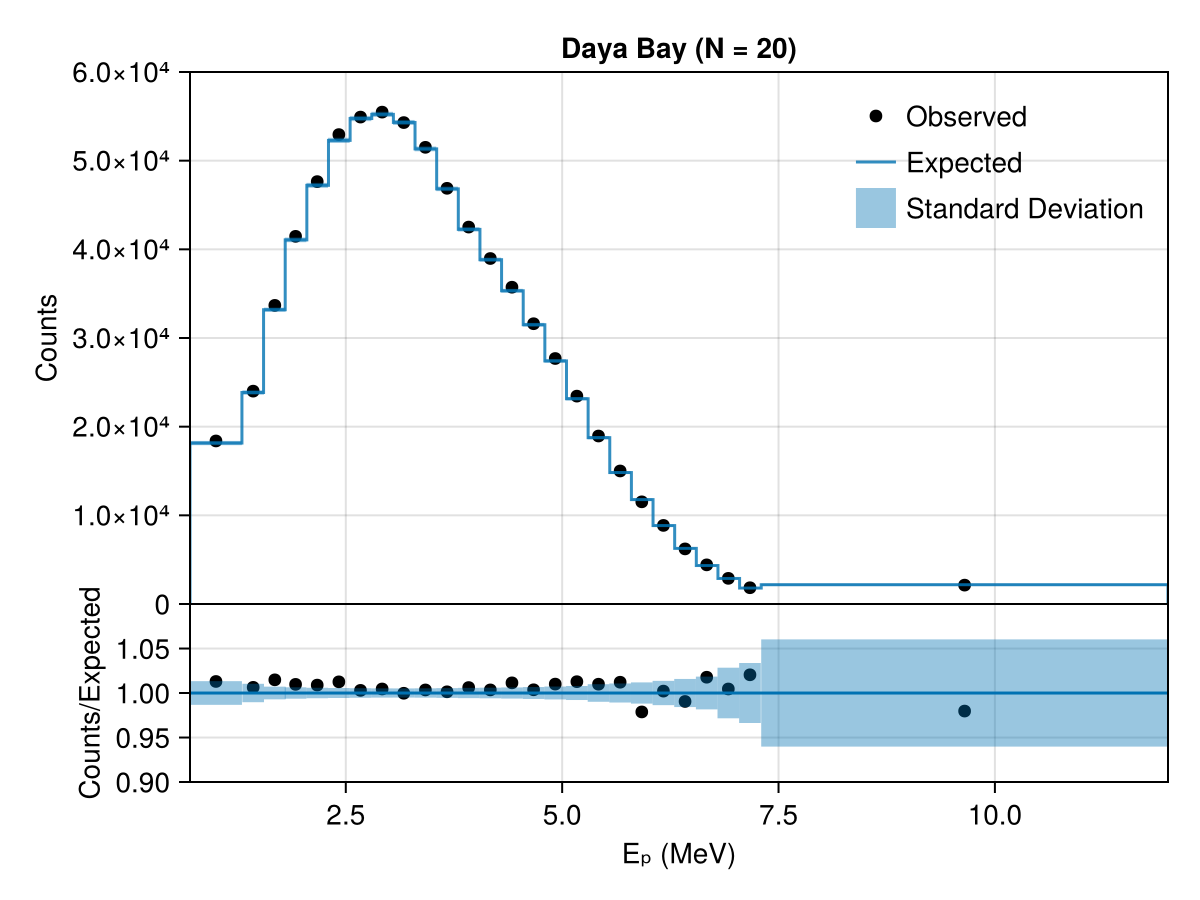 Daya Bay (N = 20)
6.0×10⁴
5.0×10⁴
4.0×10⁴
3.0×10⁴
2.0×10⁴
1.0×10⁴
0
Counts
Observed
Expected
Standard Deviation
1.05
1.00
0.95
0.90
Counts/Expected
2.5 5.0 7.5 10.0
Eₚ (MeV)